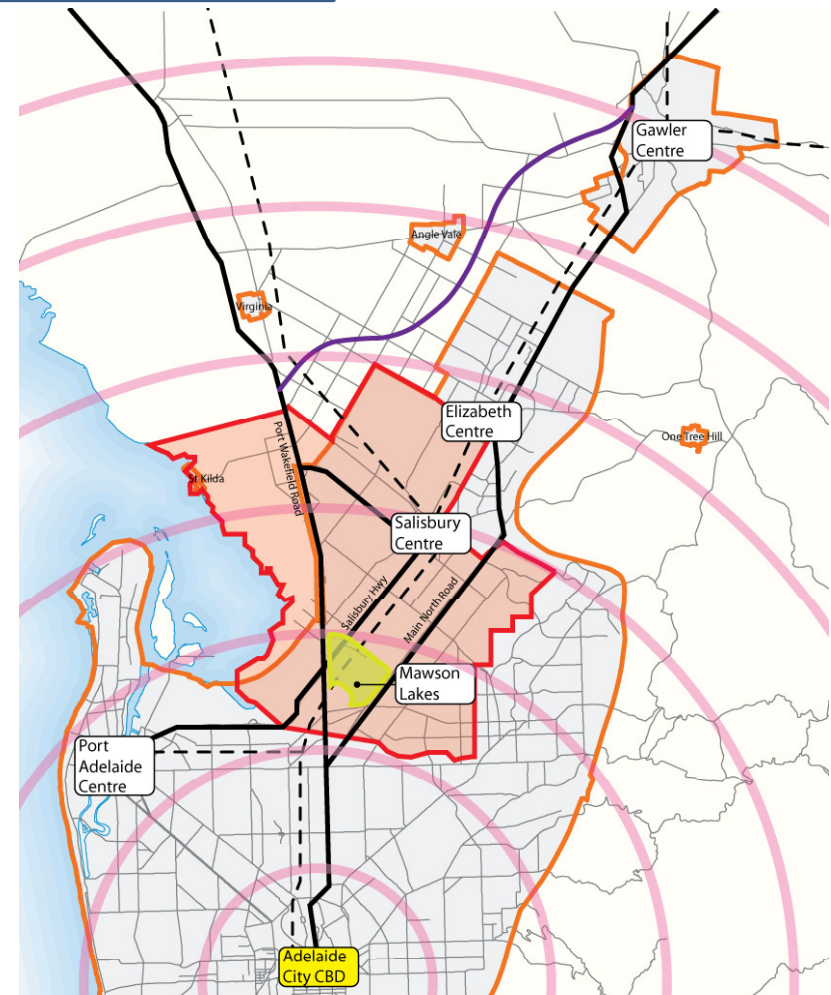 Gawler
Centre
Angle Vale
Virginia
Elizabeth
Centre
One Tree Hill
Port Wakefield Road
St Kilda
Salisbury
Centre
Salisbury Hwy
Main North Road
Mawson
Lakes
Port
Adelaide
Centre
Adelaide
City CBD